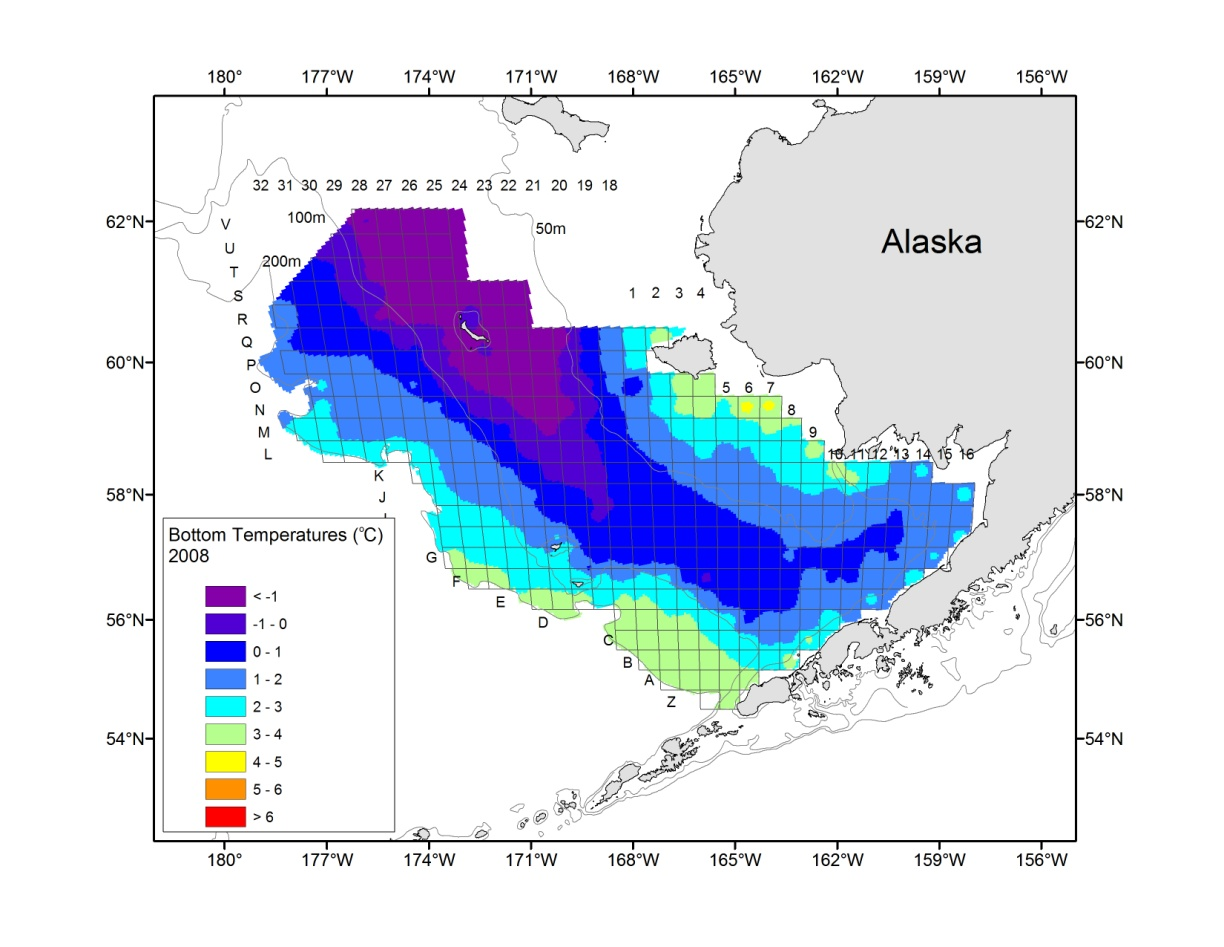 180° 177°W 174°W 171°W 168°W 165°W 162°W 159°W 156°W
32 31 30 29 28 27 26 25 24 23 22 21 20 19 18
62°N V 100m 50m 62°N
U Alaska
T 200m
S 1 2 3 4
R
Q
60°N P 60°N
O 5 6 7
N 8
M 9
L 10 11 12 13 14 15 16
K
58°N J 58°N
G
F
E
56°N D 56°N
C
B
A
Z
54°N 54°N
Bottom Temperatures (°C)
2008
< -1
-1 - 0
0 - 1
1 - 2
2 - 3
3 - 4
4 - 5
5 - 6
> 6
180° 177°W 174°W 171°W 168°W 165°W 162°W 159°W 156°W